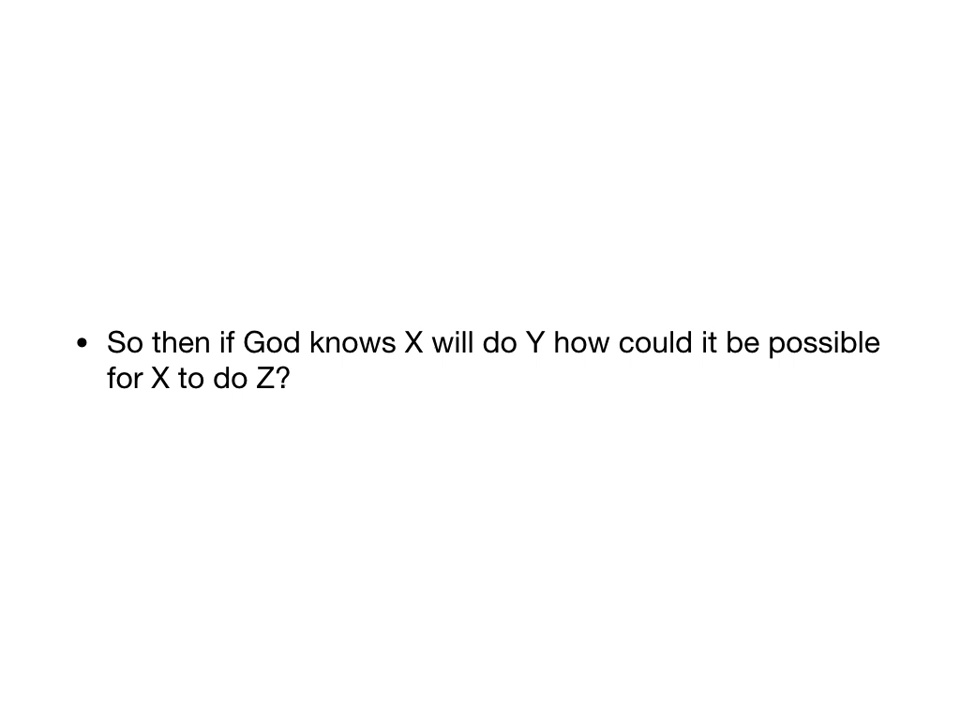 • So then if God knows X will do Y how could it be possible
for X to do Z?